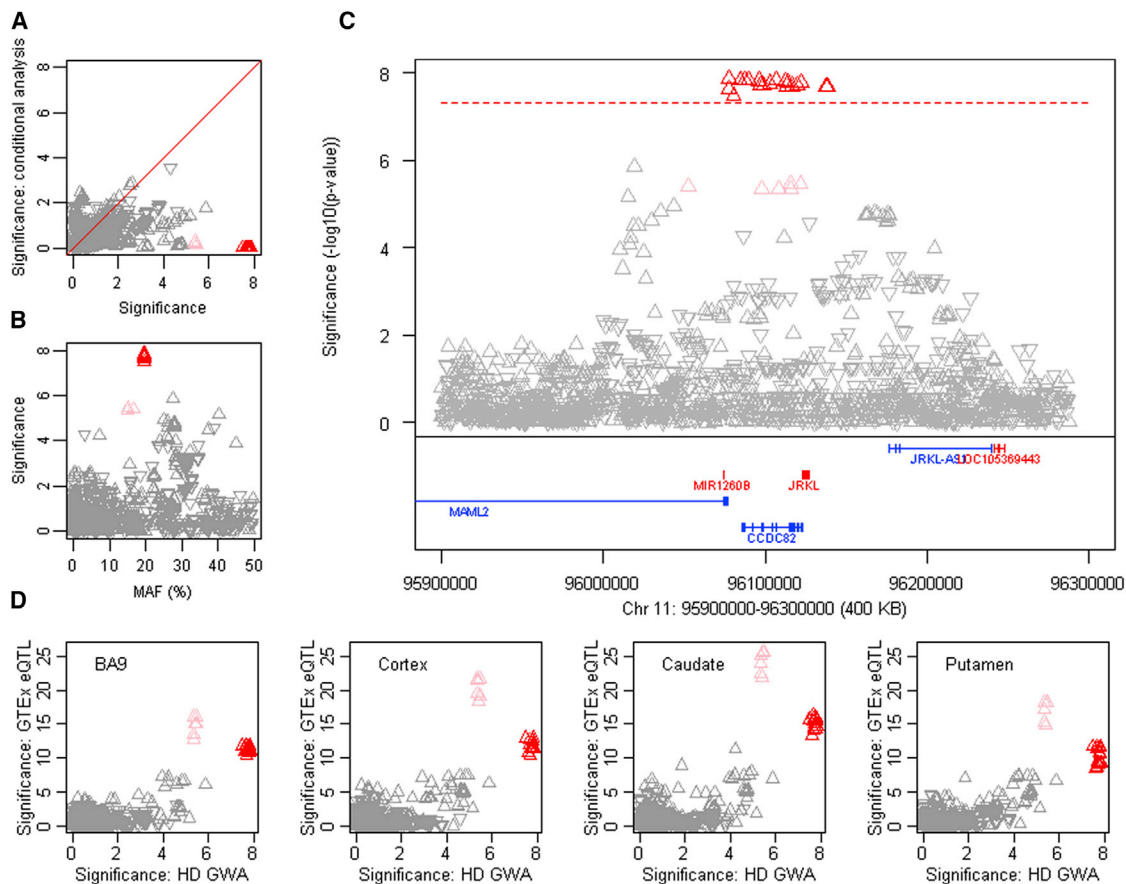 A
Significance: conditional analysis
8
6
4
2
0
0 2 4 6 8
Significance
B
Significance
8
6
4
2
0
0 10 20 30 40 50
MAF (%)
C
Significance (-log10(p-value))
8
6
4
2
0
JRKL-AS1
LOC105369443
MIR1260B
JRKL
MAML2
CCDC82
95900000 96000000 96100000 96200000 96300000
Chr 11: 95900000-96300000 (400 KB)
D
Significance: GTEx eQTL
25
20
15
10
5
0
BA9
0 2 4 6 8
Significance: HD GWA
Significance: GTEx eQTL
25
20
15
10
5
0
Cortex
0 2 4 6 8
Significance: HD GWA
Significance: GTEx eQTL
25
20
15
10
5
0
Caudate
0 2 4 6 8
Significance: HD GWA
Significance: GTEx eQTL
25
20
15
10
5
0
Putamen
0 2 4 6 8
Significance: HD GWA